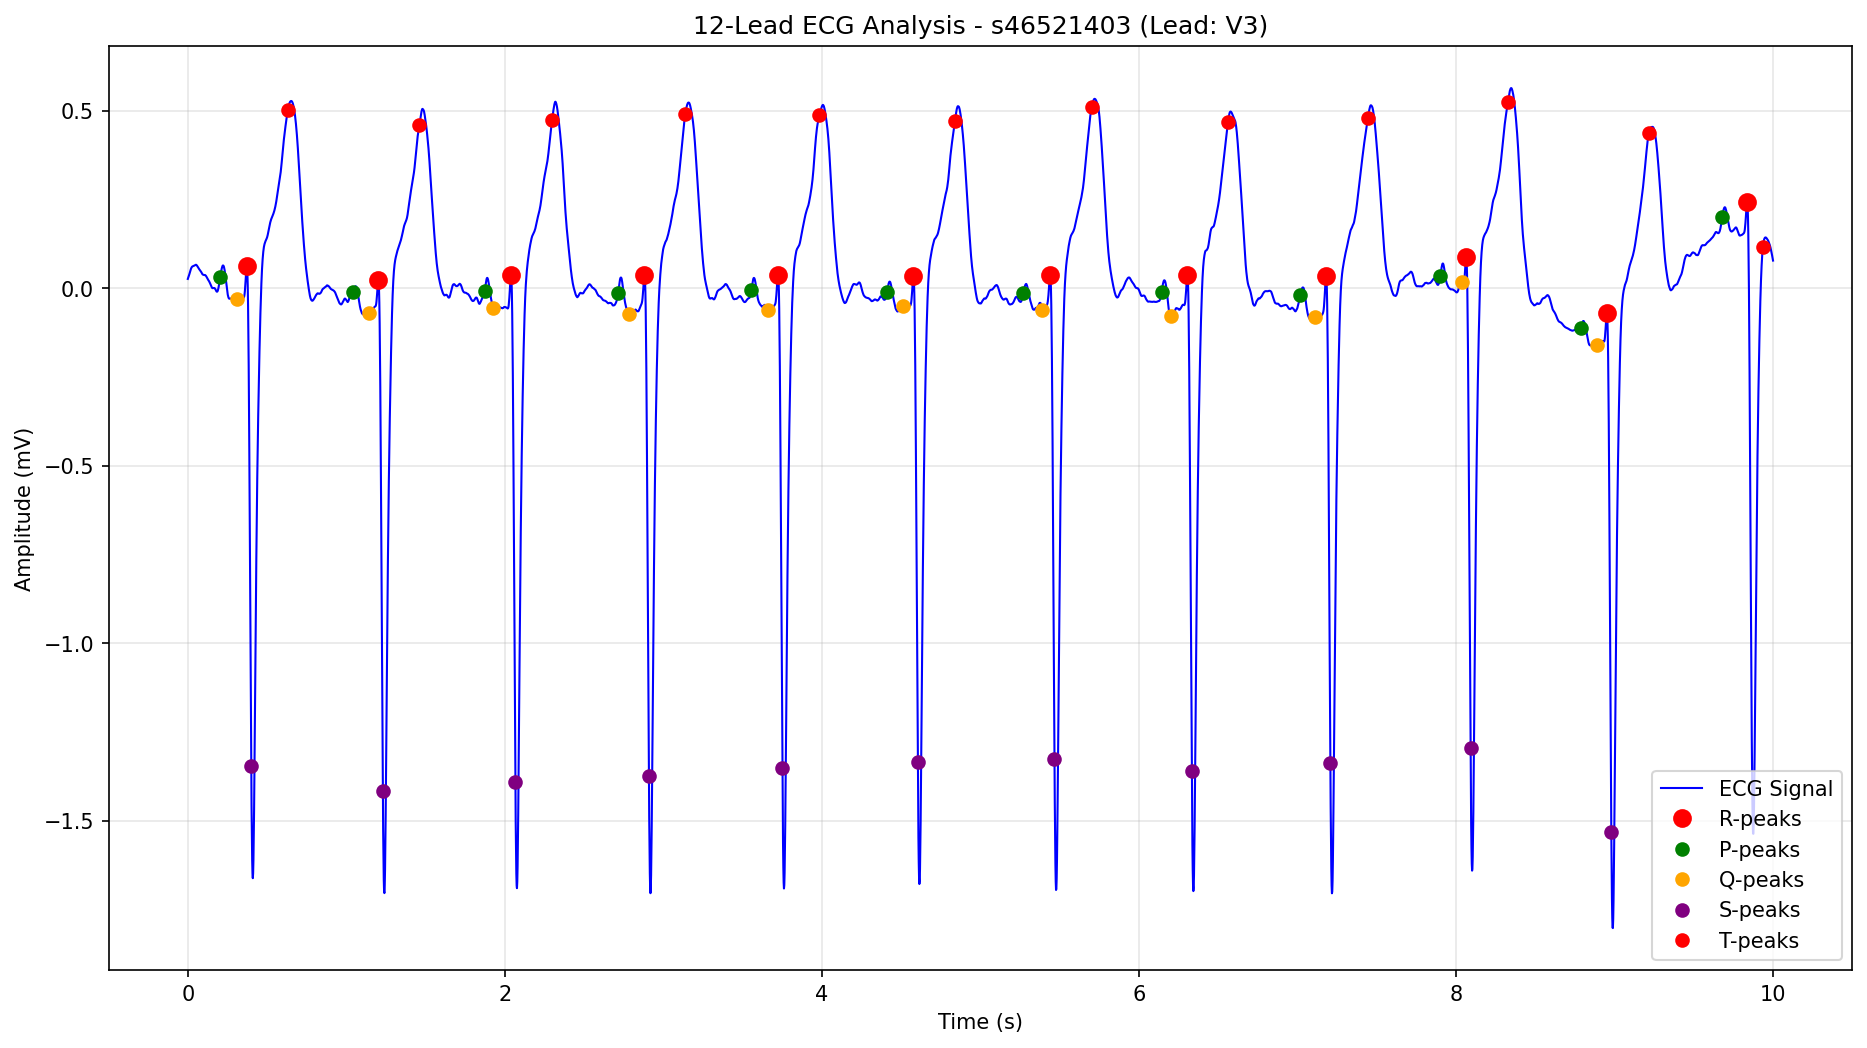 12-Lead ECG Analysis - s46521403 (Lead: V3)
Amplitude (mV)
0.5
0.0
−0.5
−1.0
−1.5
0 2 4 6 8 10
Time (s)
ECG Signal
R-peaks
P-peaks
Q-peaks
S-peaks
T-peaks